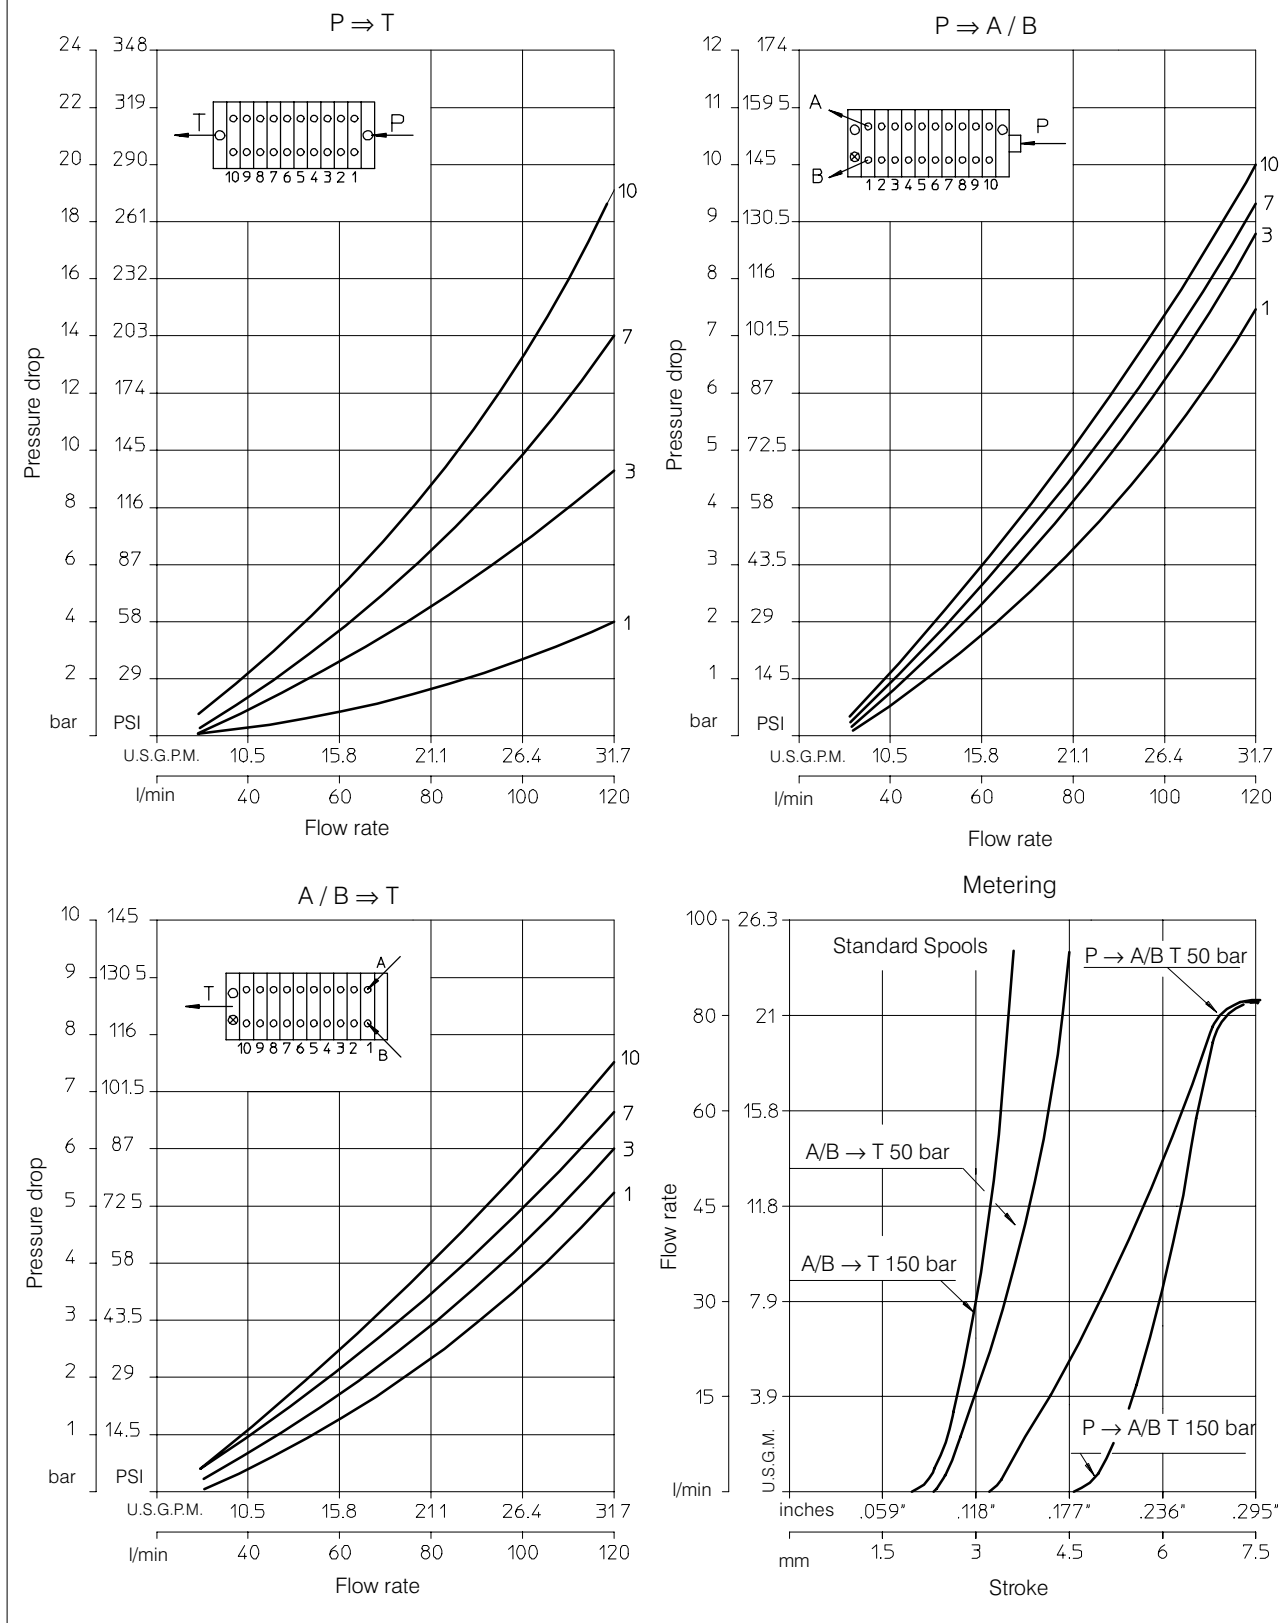 P ⇒ T
24 348
22 319
20 290
18 261
16 232
14 203
12 174
10 145
8 116
6 87
4 58
2 29
bar PSI
Pressure drop
T P
10 9 8 7 6 5 4 3 2 1
10
7
3
1
U.S.G.P.M. 10.5 15.8 21.1 26.4 31.7
l/min 40 60 80 100 120
Flow rate
P ⇒ A / B
12 174
11 159.5
10 145
9 130.5
8 116
7 101.5
6 87
5 72.5
4 58
3 43.5
2 29
1 14.5
bar PSI
Pressure drop
A
P
B
1 2 3 4 5 6 7 8 9 10
10
7
3
1
U.S.G.P.M. 10.5 15.8 21.1 26.4 31.7
l/min 40 60 80 100 120
Flow rate
A / B ⇒ T
10 145
9 130.5
8 116
7 101.5
6 87
5 72.5
4 58
3 43.5
2 29
1 14.5
bar PSI
Pressure drop
A
T
10 9 8 7 6 5 4 3 2 1
B
10
7
3
1
U.S.G.P.M. 10.5 15.8 21.1 26.4 31.7
l/min 40 60 80 100 120
Flow rate
Metering
100 26.3
80 21
60 15.8
45 11.8
30 7.9
15 3.9
l/min U.S.G.M.
Flow rate
Standard Spools
P → A/B T 50 bar
A/B → T 50 bar
A/B → T 150 bar
P → A/B T 150 bar
inches .059" .118" .177" .236" .295"
mm 1.5 3 4.5 6 7.5
Stroke